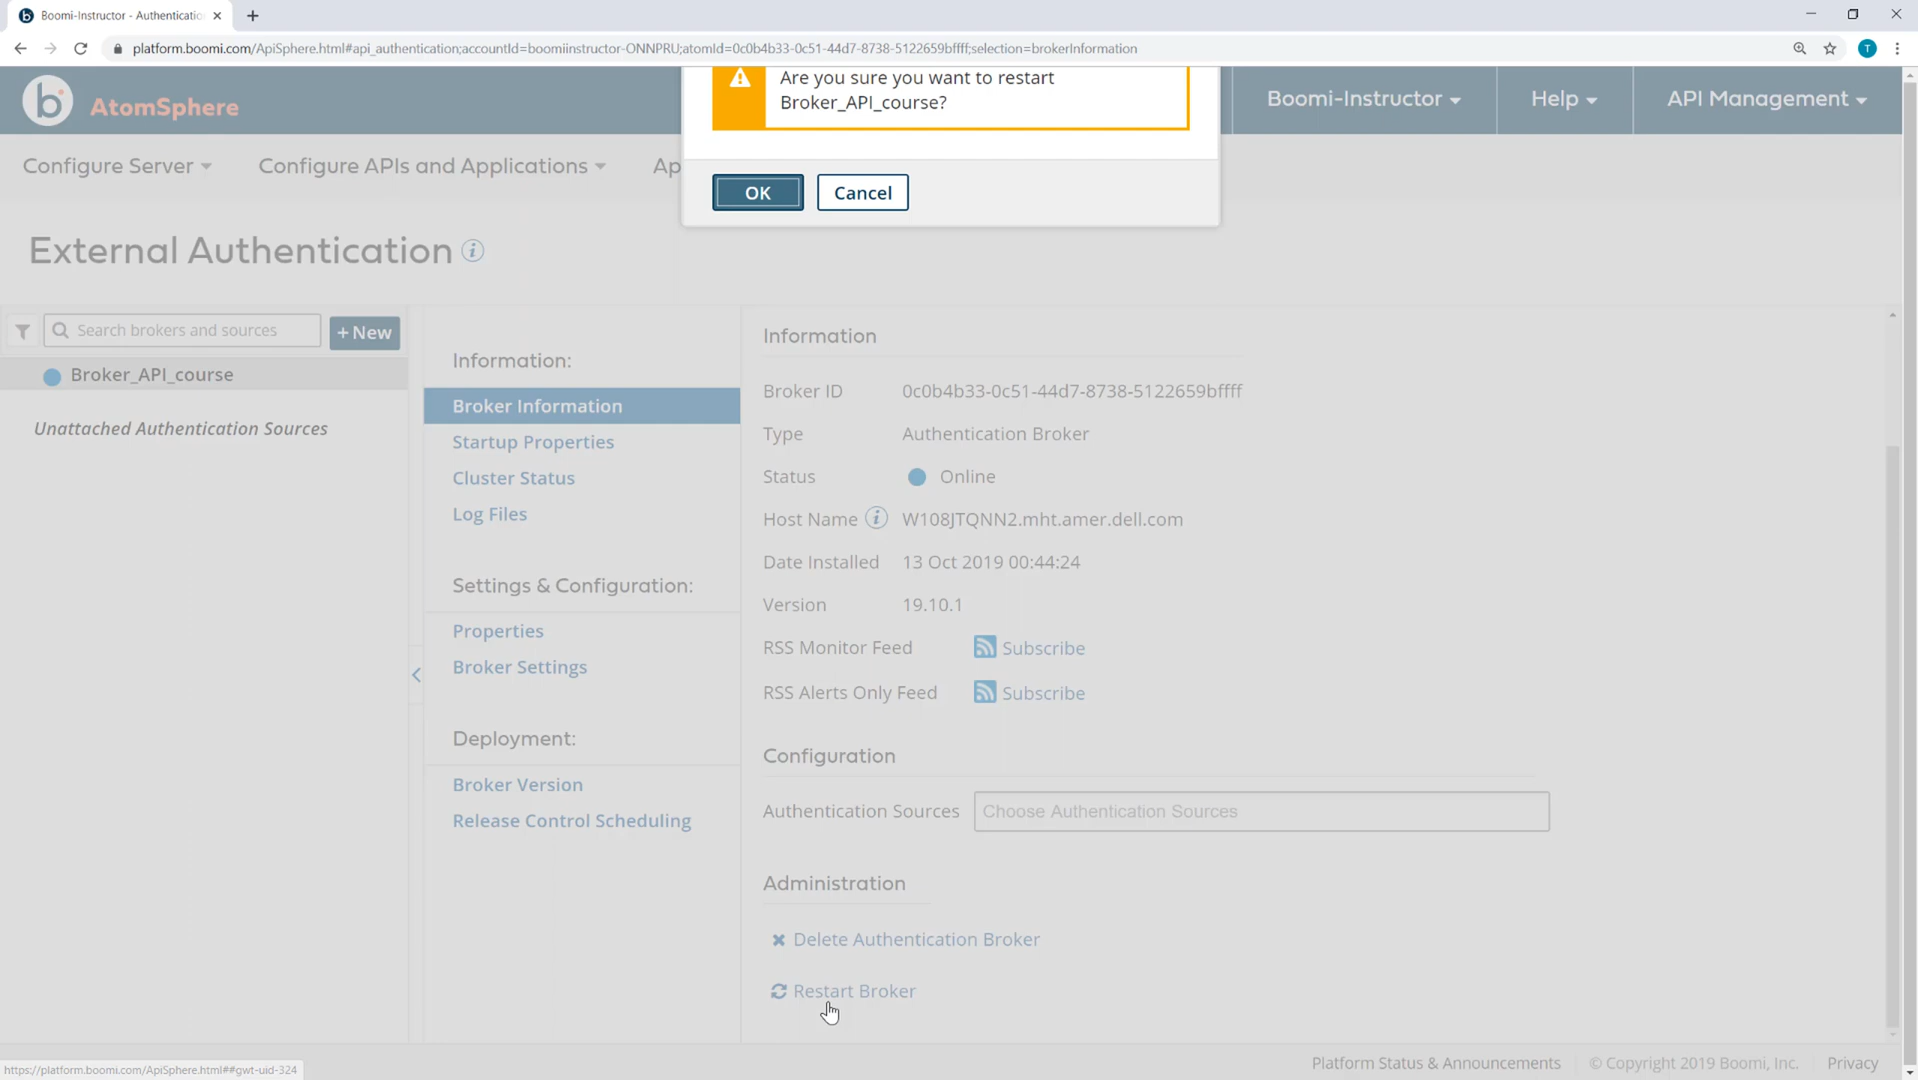 Boomi-Instructor - Authentication
platform.boomi.com/ApiSphere.html#api_authentication;accountId=boomiinstructor-ONNPRU;atomId=0c0b4b33-0c51-44d7-8738-5122659bffff;selection=brokerInformation
T
b AtomSphere
Are you sure you want to restart
Broker_API_course?
Boomi-Instructor
Help
API Management
Configure Server
Configure APIs and Applications
Ap
OK
Cancel
External Authentication
Search brokers and sources
+ New
Broker_API_course
Unattached Authentication Sources
Information:
Broker Information
Startup Properties
Cluster Status
Log Files
Settings & Configuration:
Properties
Broker Settings
Deployment:
Broker Version
Release Control Scheduling
Information
Broker ID 0c0b4b33-0c51-44d7-8738-5122659bffff
Type Authentication Broker
Status Online
Host Name W108JTQNN2.mht.amer.dell.com
Date Installed 13 Oct 2019 00:44:24
Version 19.10.1
RSS Monitor Feed Subscribe
RSS Alerts Only Feed Subscribe
Configuration
Authentication Sources Choose Authentication Sources
Administration
Delete Authentication Broker
Restart Broker
https://platform.boomi.com/ApiSphere.html##gwt-uid-324
Platform Status & Announcements
© Copyright 2019 Boomi, Inc.
Privacy